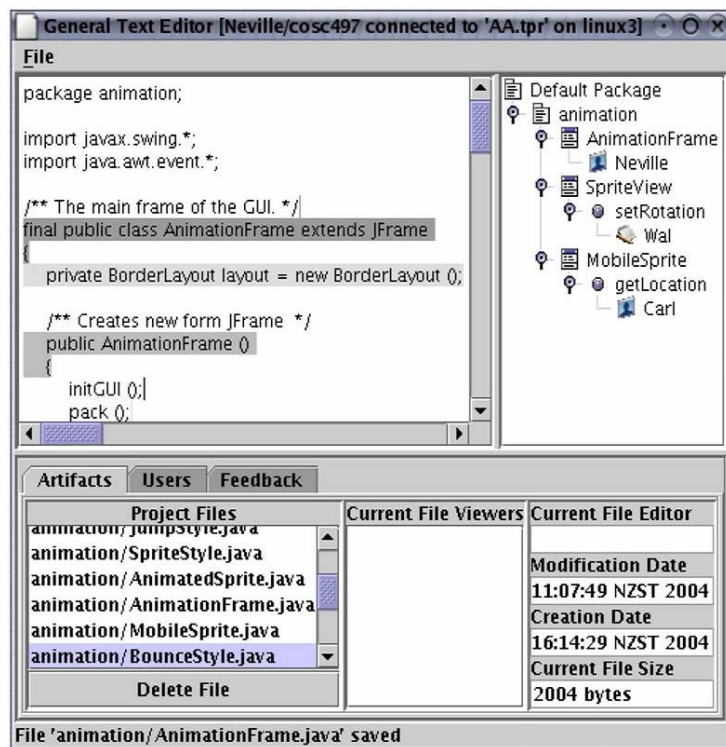 General Text Editor [Neville/cosc497 connected to 'AA.tpr' on linux3]
File
package animation;
import javax.swing.*;
import java.awt.event.*;
/** The main frame of the GUI. */
final public class AnimationFrame extends JFrame
{
private BorderLayout layout = new BorderLayout ();
/** Creates new form JFrame */
public AnimationFrame ()
{
initGUI ();
pack ();
Default Package
animation
AnimationFrame
Neville
SpriteView
setRotation
Wal
MobileSprite
getLocation
Carl
Artifacts Users Feedback
Project Files
animation/JumpStyle.java
animation/SpriteStyle.java
animation/AnimatedSprite.java
animation/AnimationFrame.java
animation/MobileSprite.java
animation/BounceStyle.java
Delete File
Current File Viewers
Current File Editor
Modification Date
11:07:49 NZST 2004
Creation Date
16:14:29 NZST 2004
Current File Size
2004 bytes
File 'animation/AnimationFrame.java' saved